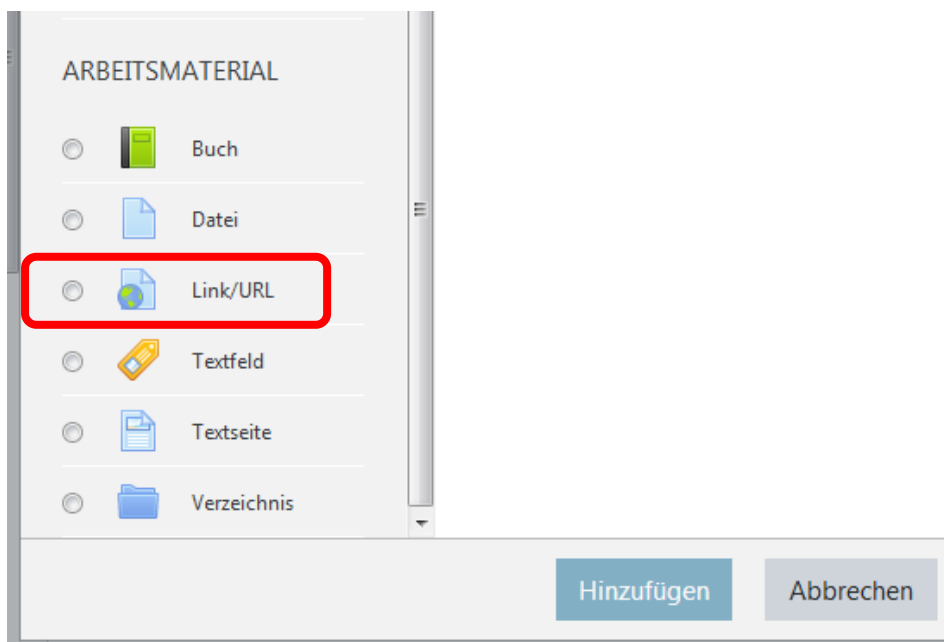 ARBEITSMATERIAL
Buch
Datei
Link/URL
Textfeld
Textseite
Verzeichnis
Hinzufügen Abbrechen